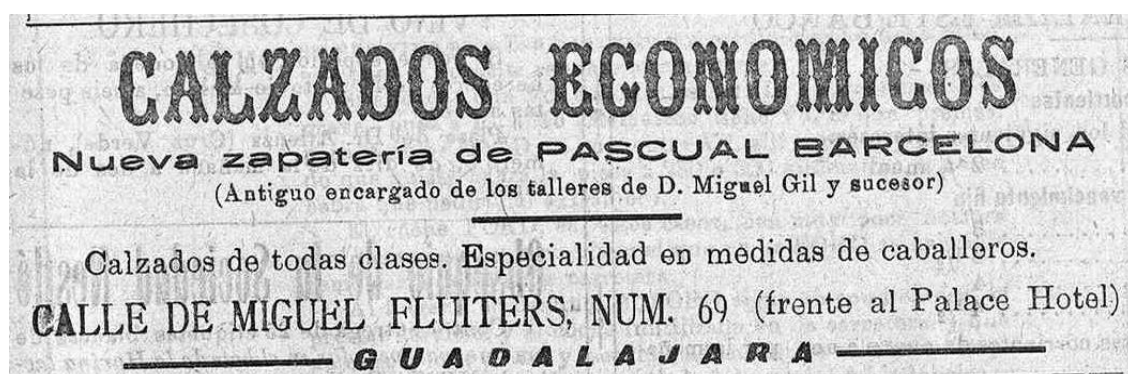 CALZADOS ECONOMICOS
Nueva zapatería de PASCUAL BARCELONA
(Antiguo encargado de los talleres de D. Miguel Gil y sucesor)
Calzados de todas clases. Especialidad en medidas de caballeros.
CALLE DE MIGUEL FLUITERS, NUM. 69 (frente al Palace Hotel)
GUADALAJARA